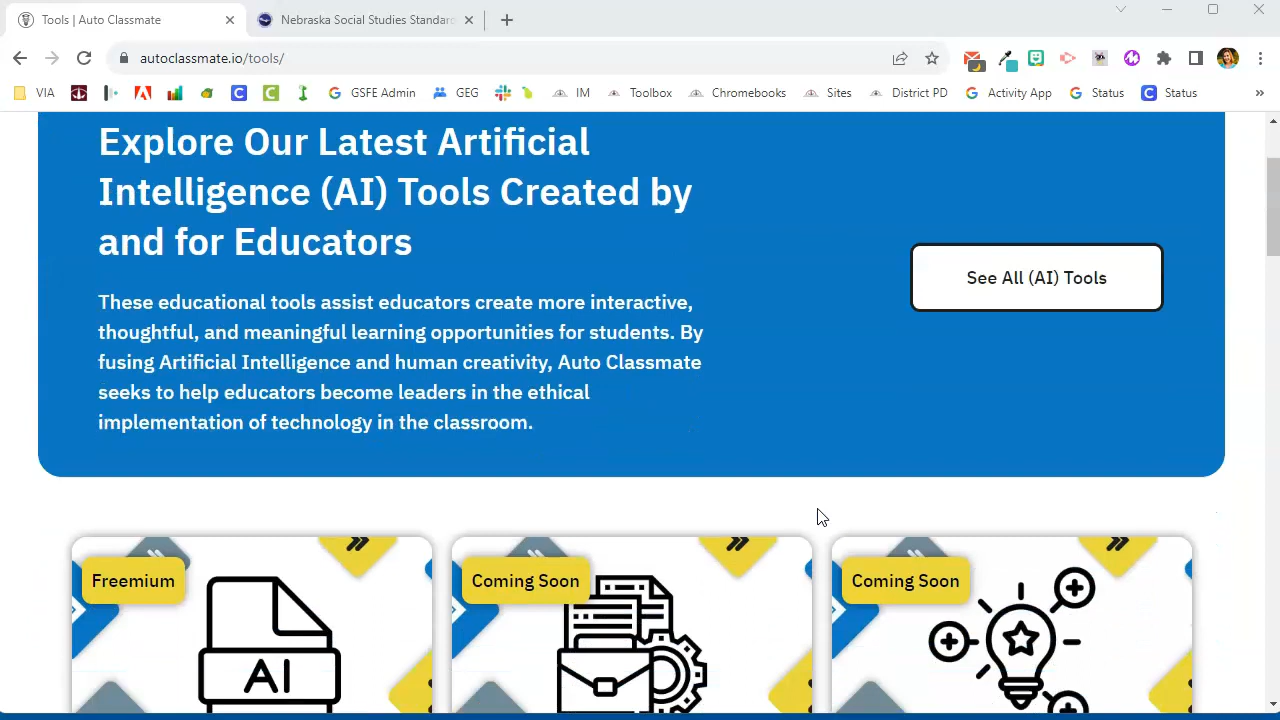 Tools | Auto Classmate
Nebraska Social Studies Standard
autoclassmate.io/tools/
VIA
GSFE Admin
GEG
IM
Toolbox
Chromebooks
Sites
District PD
Activity App
Status
Status
Explore Our Latest Artificial
Intelligence (AI) Tools Created by
and for Educators
These educational tools assist educators create more interactive,
thoughtful, and meaningful learning opportunities for students. By
fusing Artificial Intelligence and human creativity, Auto Classmate
seeks to help educators become leaders in the ethical
implementation of technology in the classroom.
See All (AI) Tools
Freemium
AI
Coming Soon
Coming Soon